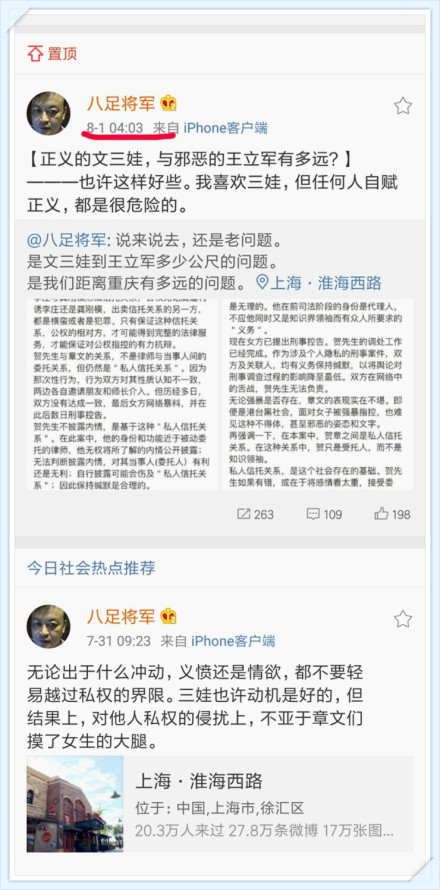 置顶
八足将军
8-1 04:03 来自 iPhone客户端
【正义的文三娃，与邪恶的王立军有多远？】
———也许这样好些。我喜欢三娃，但任何人自赋
正义，都是很危险的。
@八足将军: 说来说去，还是老问题。
是文三娃到王立军多少公尺的问题。
是我们距离重庆有多远的问题。 上海·淮海西路
诱李庄还是龚刚模，出卖信托关系的另一方，
都是横蛮或者是犯罪。只有保证这种信托关
系，公权的相对方，才可能得到完整的法律服
务，才能保证对公权指控的有力抗辩。
贺先生与章文的关系，不是律师与当事人间的
委托关系，但仍然是“私人信托关系”。因为
那次性行为，行为双方对其性质认知不一致，
两边各自邀请朋友和师长介入。但历经多日，
双方没有达成一致，最后女方网络暴料，并在
此后数日刑事控告。
贺先生不披露内情，是基于这种“私人信托关
系”。在此案中，他的身份和功能近于被动委
托的律师，他无权将所了解的内情公开披露；
无法判断披露内情，对其当事人(委托人）有利
还是无利；自行披露可能会伤及“私人信托关
系”；因此保持缄默是合理的。
是无理的。他在前司法阶段的身份是代理人，
不应他同时又是知识界领袖而有众人所要求的
“义务”。
现在女方已提出刑事控告。贺先生的调处工作
已经完成。作为涉及个人隐私的刑事案件，双
方及关联人，均有义务保持缄默，以将舆论对
刑事调查过程的影响降至最低。双方在网络中
的舌战，贺先生无法负责。
无论强暴是否存在，章文的表现实在不堪。即
便是港台黑社会，面对女子被强暴指控，也难
见这种不得体，甚至邪恶的姿态和文字。
再强调一下，在本案中，贺章之间是私人信托
关系。在这种关系中，贺只是受托人，而不是
知识领袖。
私人信托关系，是这个社会存在的基础。贺先
生如果有错，或在于将感情看太重，接受委
263 109 198
今日社会热点推荐
八足将军
7-31 09:23 来自 iPhone客户端
无论出于什么冲动，义愤还是情欲，都不要轻
易越过私权的界限。三娃也许动机是好的，但
结果上，对他人私权的侵扰上，不亚于章文们
摸了女生的大腿。
上海·淮海西路
位于: 中国,上海市,徐汇区
20.3万人来过 27.8万条微博 17万张图...